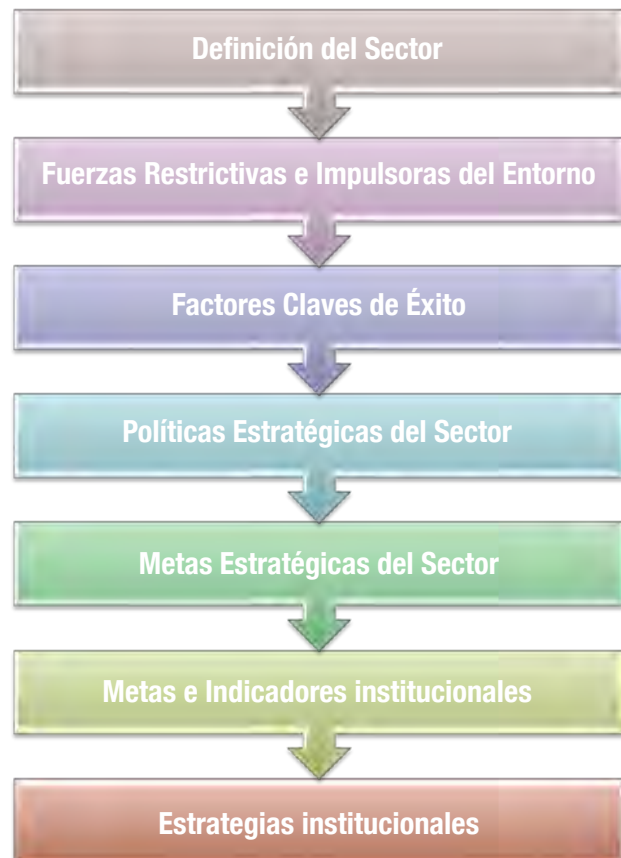 Definición del Sector
Fuerzas Restrictivas e Impulsoras del Entorno
Factores Claves de Éxito
Políticas Estratégicas del Sector
Metas Estratégicas del Sector
Metas e Indicadores institucionales
Estrategias institucionales